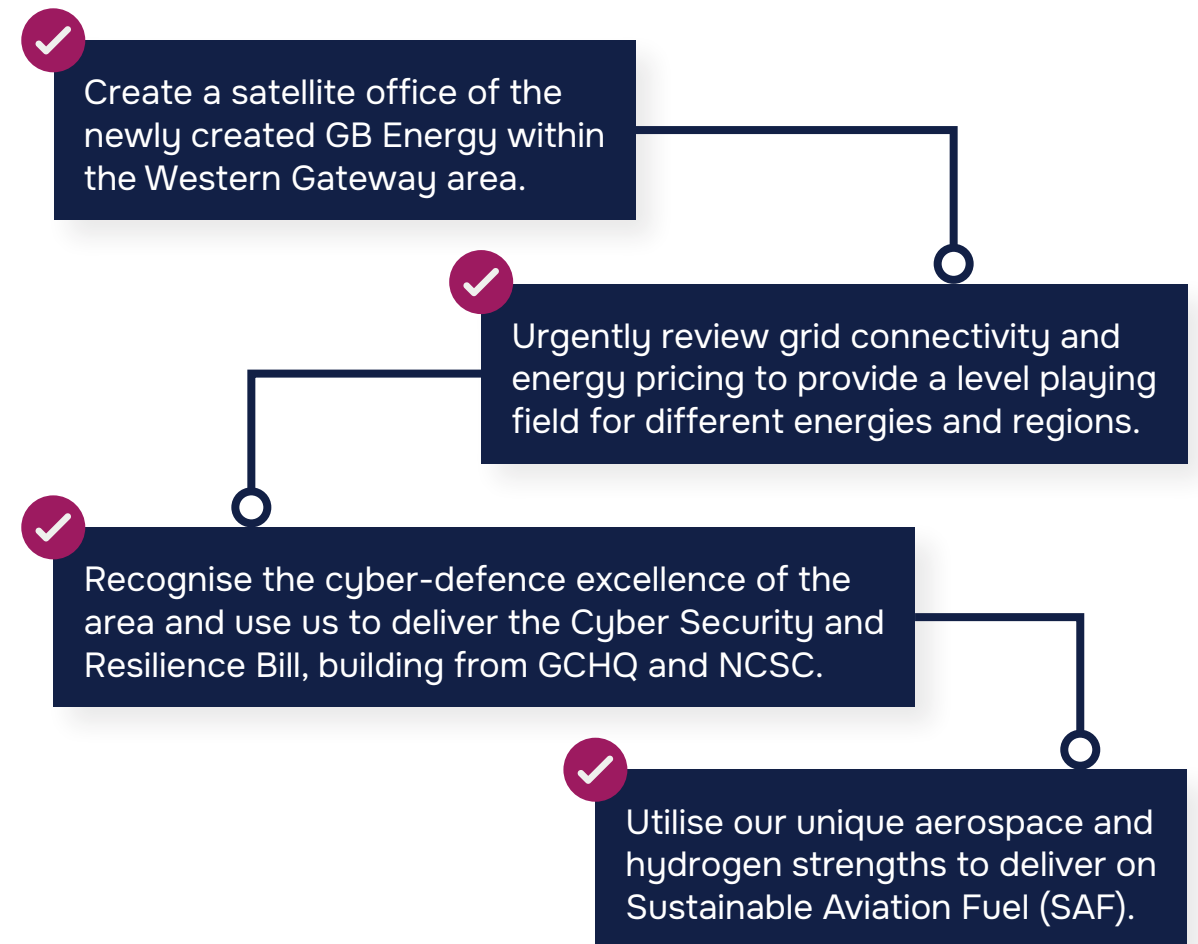 Create a satellite office of the
newly created GB Energy within
the Western Gateway area.
Urgently review grid connectivity and
energy pricing to provide a level playing
field for different energies and regions.
Recognise the cyber-defence excellence of the
area and use us to deliver the Cyber Security and
Resilience Bill, building from GCHQ and NCSC.
Utilise our unique aerospace and
hydrogen strengths to deliver on
Sustainable Aviation Fuel (SAF).